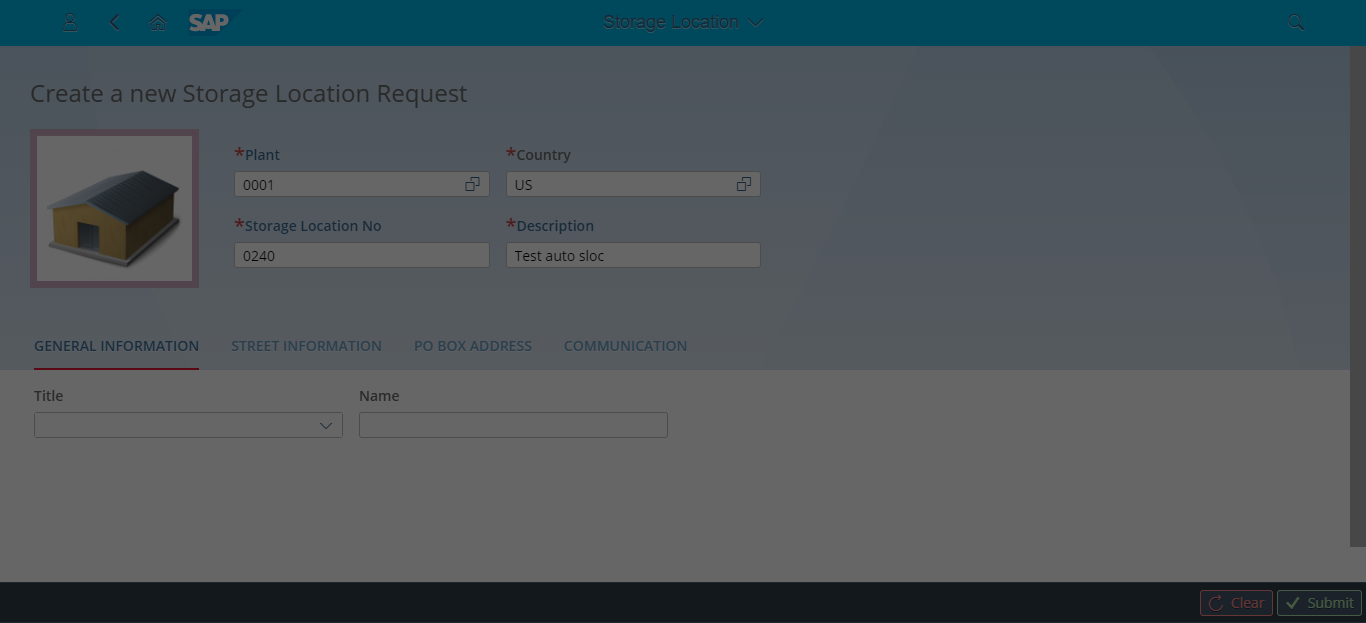 SAP Storage Location
Create a new Storage Location Request
*Plant *Country
0001 US
*Storage Location No *Description
0240 Test auto sloc
GENERAL INFORMATION STREET INFORMATION PO BOX ADDRESS COMMUNICATION
Title Name
Clear Submit